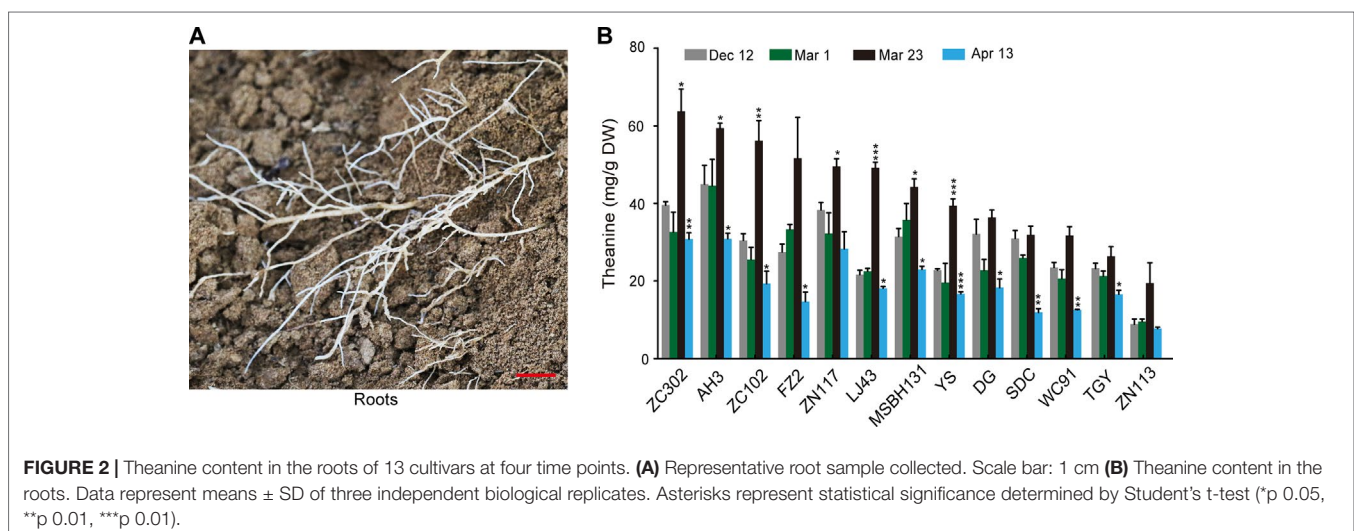 A
Roots
B
80
60
40
20
0
Theanine (mg/g DW)
Dec 12 Mar 1 Mar 23 Apr 13
* ** * * ** * * * *** * * * *** *** * ** ** *
ZC302 AH3 ZC102 FZ2 ZN117 LJ43 MSBH131 YS DG SDC WC91 TGY ZN113
FIGURE 2 | Theanine content in the roots of 13 cultivars at four time points. (A) Representative root sample collected. Scale bar: 1 cm (B) Theanine content in the
roots. Data represent means ± SD of three independent biological replicates. Asterisks represent statistical significance determined by Student’s t-test (*p 0.05,
**p 0.01, ***p 0.01).